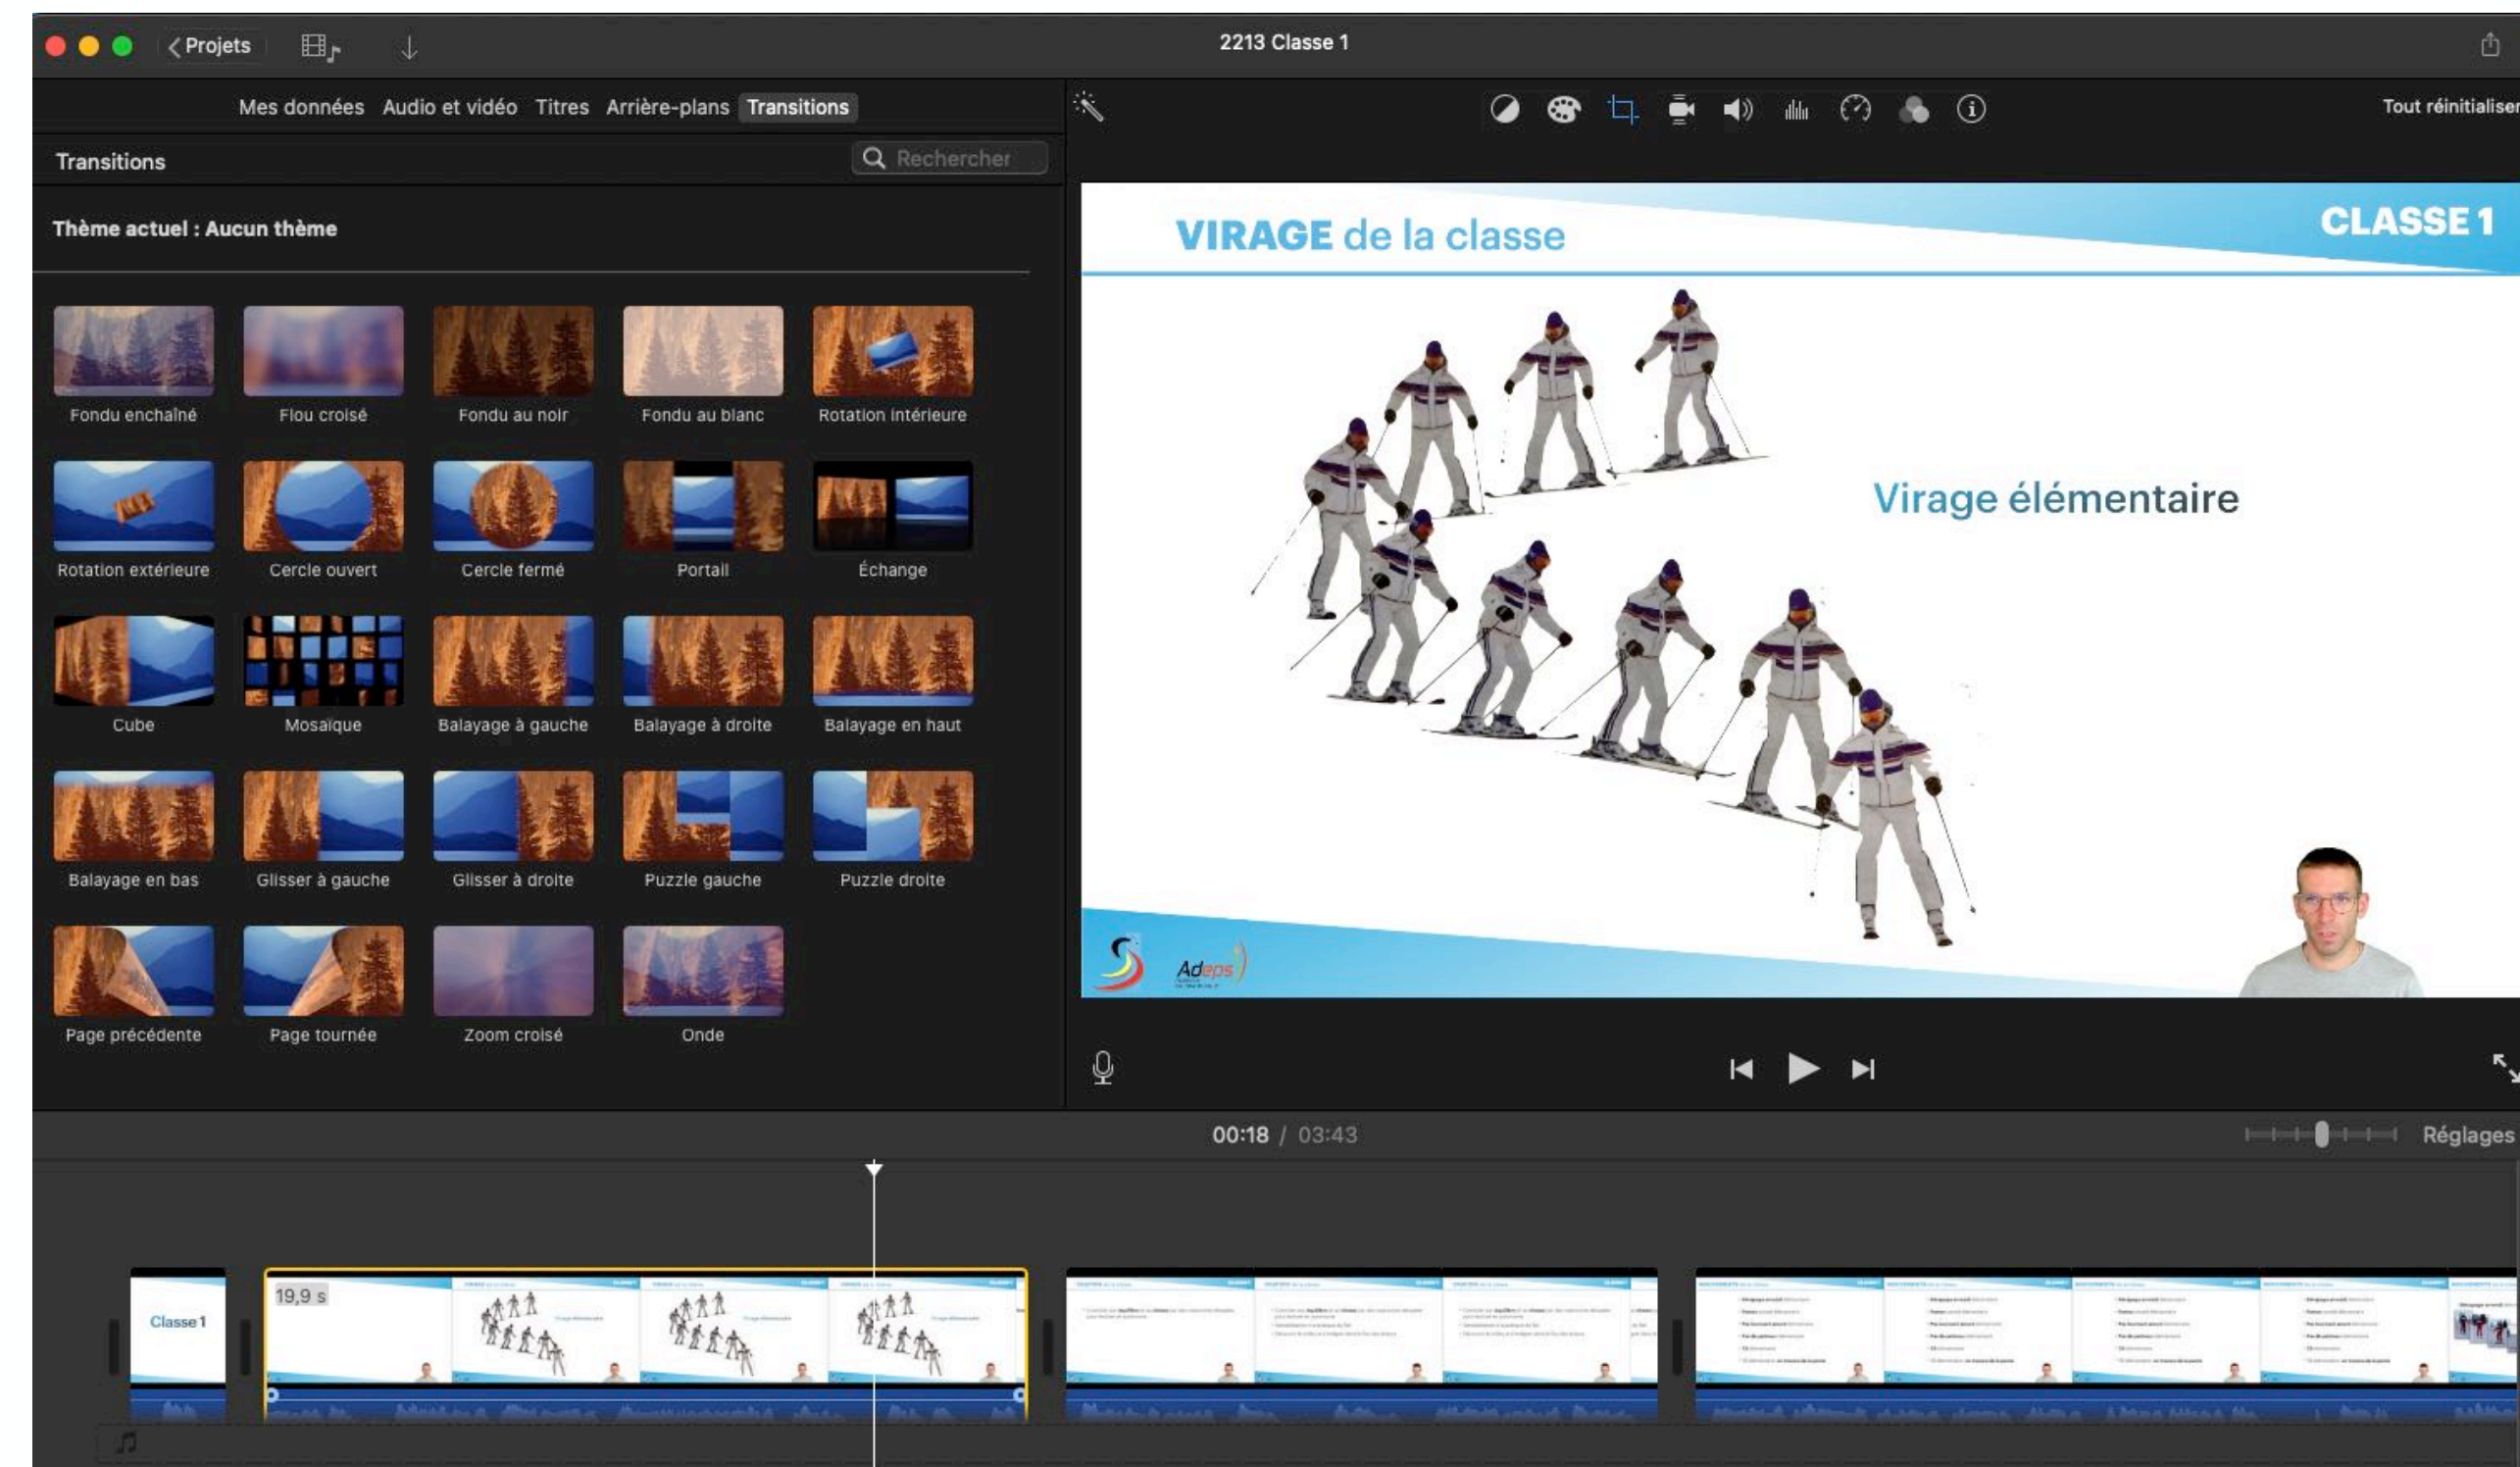 Projets
2213 Classe 1
Mes données Audio et vidéo Titres Arrière-plans Transitions
Tout réinitialiser
Transitions
Rechercher
Thème actuel : Aucun thème
Fondu enchaîné Flou croisé Fondu au noir Fondu au blanc Rotation intérieure
Rotation extérieure Cercle ouvert Cercle fermé Portail Échange
Cube Mosaïque Balayage à gauche Balayage à droite Balayage en haut
Balayage en bas Glisser à gauche Glisser à droite Puzzle gauche Puzzle droite
Page précédente Page tournée Zoom croisé Onde
VIRAGE de la classe
CLASSE 1
Virage élémentaire
Adeps
00:18 / 03:43
Réglages
Classe 1
19,9 s